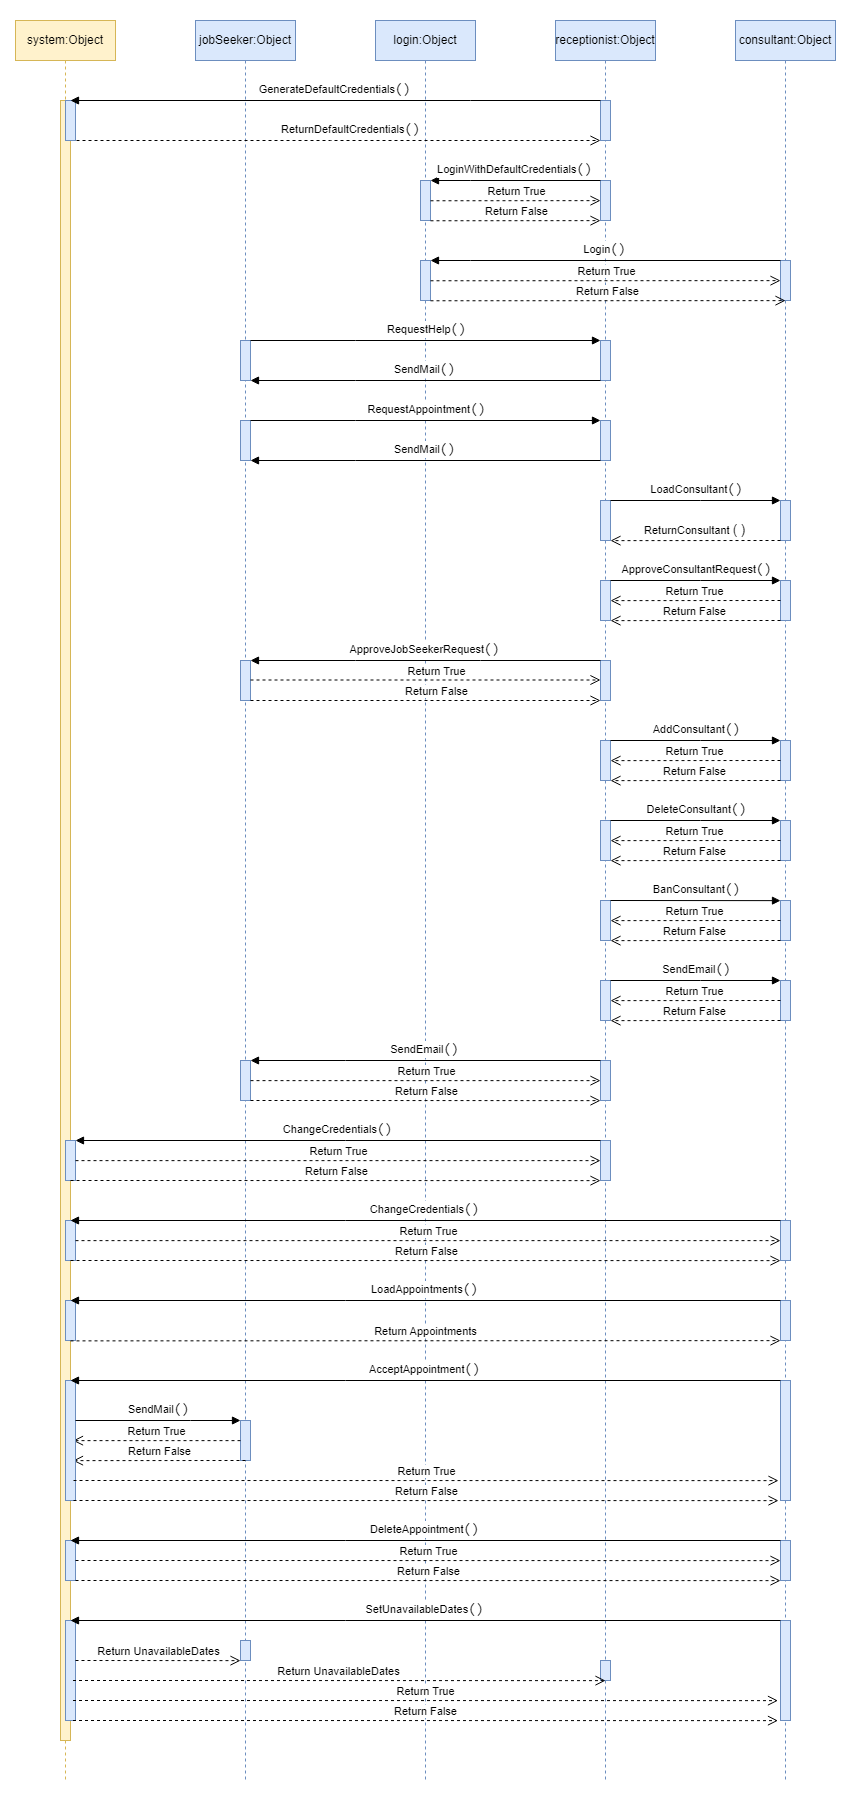 system:Object
jobSeeker:Object
login:Object
receptionist:Object
consultant:Object
GenerateDefaultCredentials( )
ReturnDefaultCredentials( )
LoginWithDefaultCredentials( )
Return True
Return False
Login( )
Return True
Return False
RequestHelp( )
SendMail( )
RequestAppointment( )
SendMail( )
LoadConsultant( )
ReturnConsultant ( )
ApproveConsultantRequest( )
Return True
Return False
ApproveJobSeekerRequest( )
Return True
Return False
AddConsultant( )
Return True
Return False
DeleteConsultant( )
Return True
Return False
BanConsultant( )
Return True
Return False
SendEmail( )
Return True
Return False
SendEmail( )
Return True
Return False
ChangeCredentials( )
Return True
Return False
ChangeCredentials( )
Return True
Return False
LoadAppointments( )
Return Appointments
AcceptAppointment( )
SendMail( )
Return True
Return False
Return True
Return False
DeleteAppointment( )
Return True
Return False
SetUnavailableDates( )
Return UnavailableDates
Return UnavailableDates
Return True
Return False